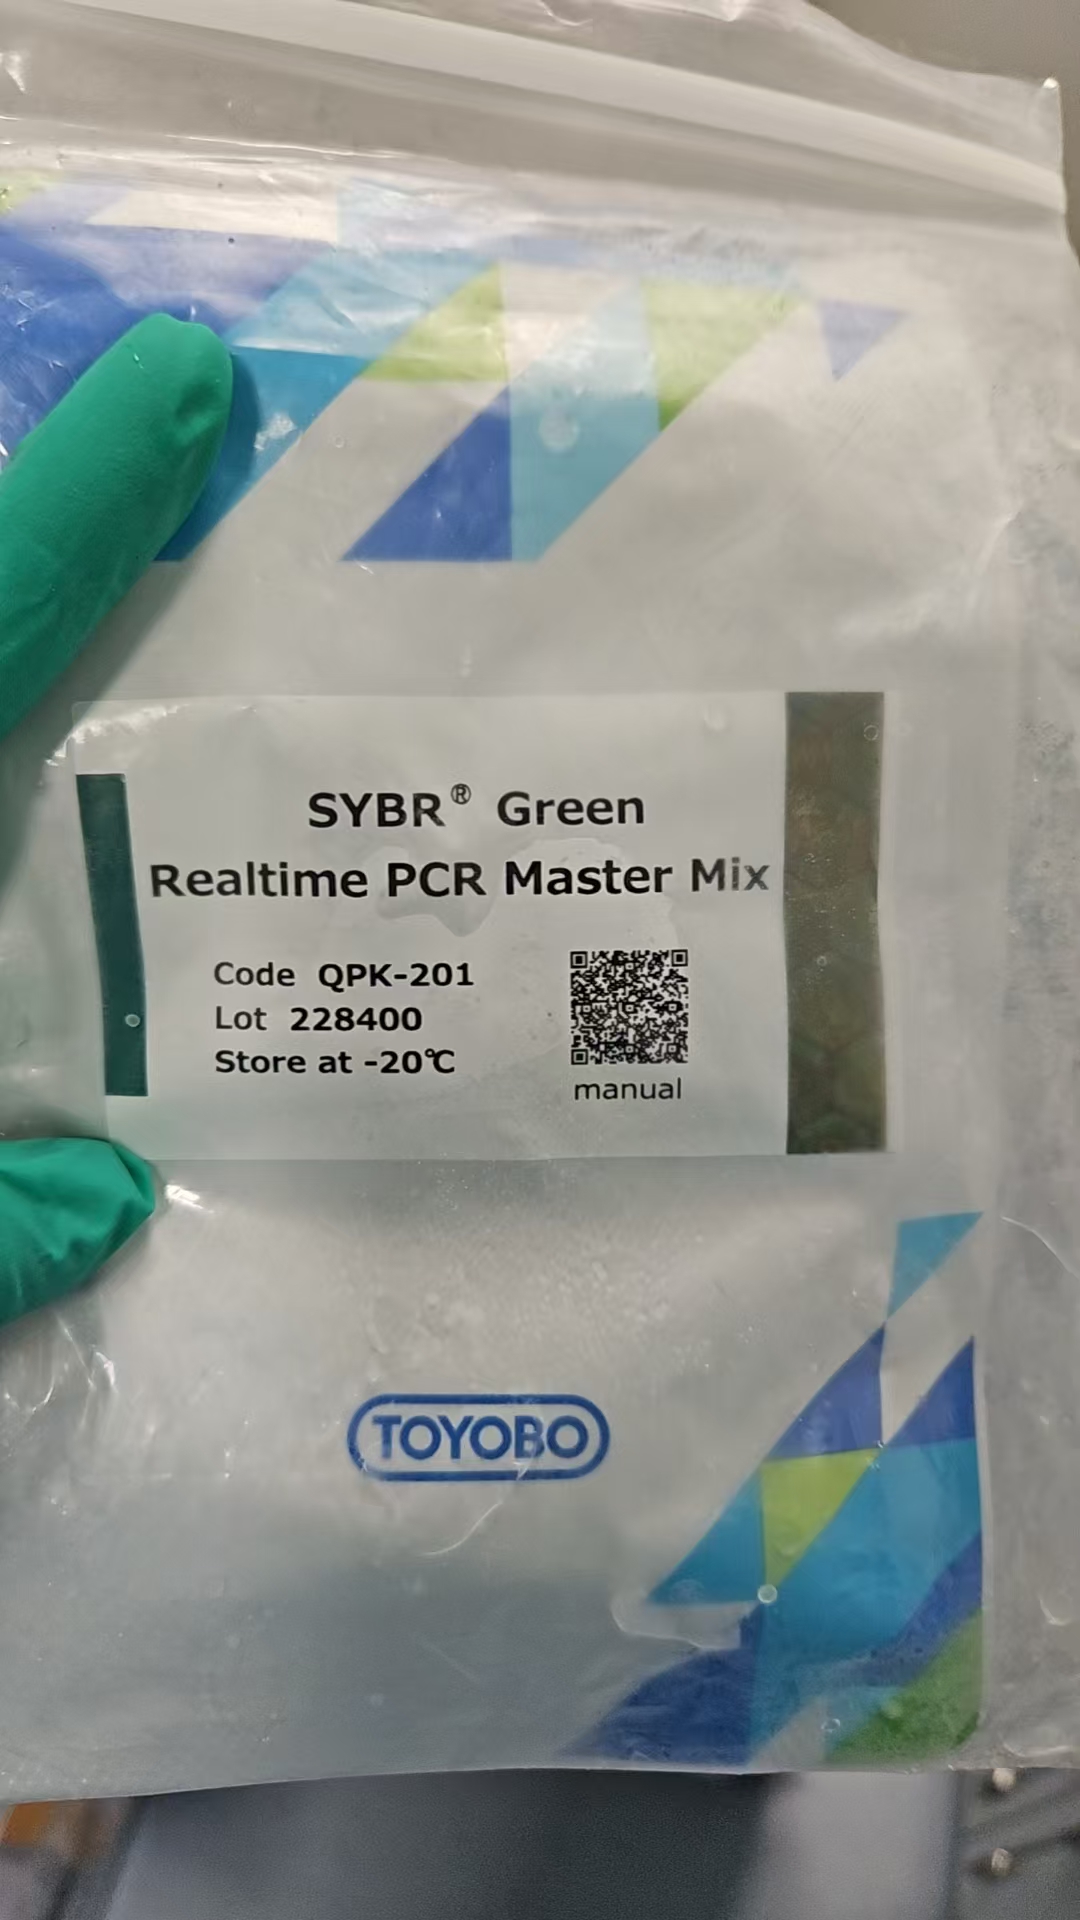 SYBR® Green
Realtime PCR Master Mix
Code QPK-201
Lot 228400
Store at -20℃
manual
TOYOBO